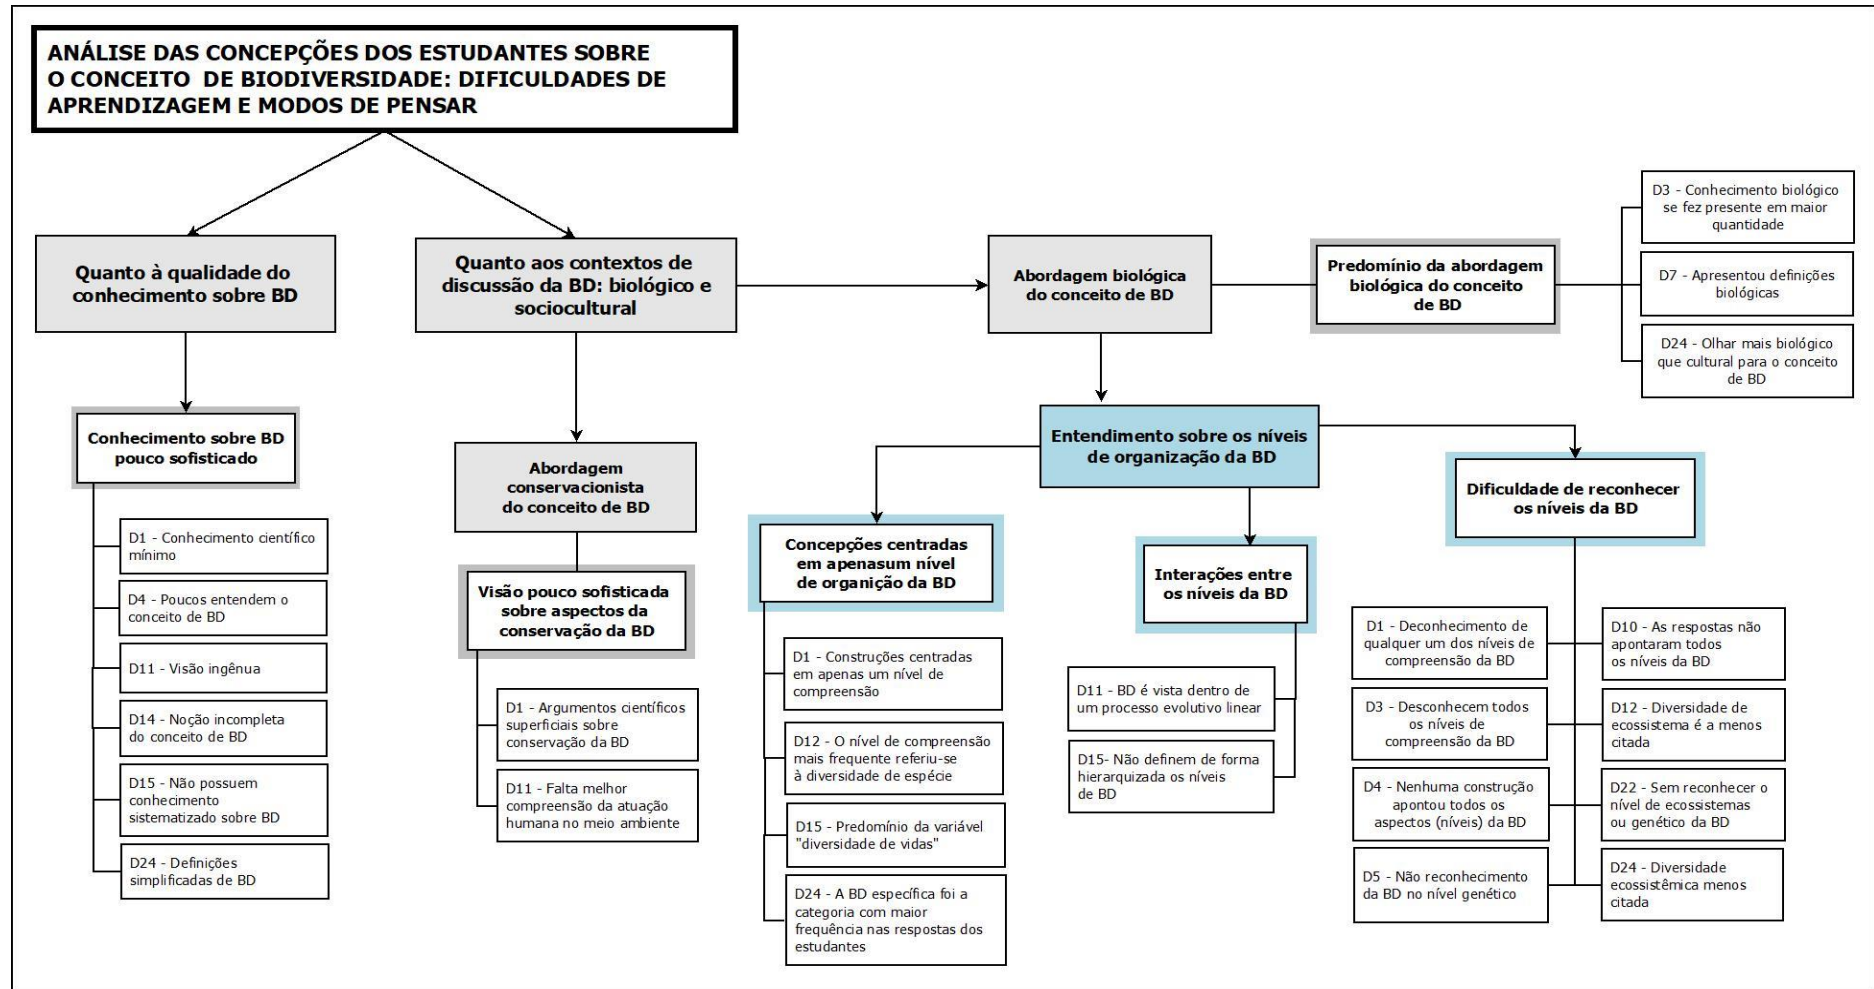 ANÁLISE DAS CONCEPÇÕES DOS ESTUDANTES SOBRE
O CONCEITO DE BIODIVERSIDADE: DIFICULDADES DE
APRENDIZAGEM E MODOS DE PENSAR
Quanto à qualidade do
conhecimento sobre BD
Conhecimento sobre BD
pouco sofisticado
D1 - Conhecimento científico
mínimo
D4 - Poucos entendem o
conceito de BD
D11 - Visão ingênua
D14 - Noção incompleta
do conceito de BD
D15 - Não possuem
conhecimento
sistematizado sobre BD
D24 - Definições
simplificadas de BD
Quanto aos contextos de
discussão da BD: biológico e
sociocultural
Abordagem
conservacionista
do conceito de BD
Visão pouco sofisticada
sobre aspectos da
conservação da BD
D1 - Argumentos científicos
superficiais sobre
conservação da BD
D11 - Falta melhor
compreensão da atuação
humana no meio ambiente
Abordagem biológica
do conceito de BD
Predomínio da abordagem
biológica do conceito
de BD
D3 - Conhecimento biológico
se fez presente em maior
quantidade
D7 - Apresentou definições
biológicas
D24 - Olhar mais biológico
que cultural para o conceito
de BD
Entendimento sobre os níveis
de organização da BD
Concepções centradas
em apenasum nível
de organição da BD
D1 - Construções centradas
em apenas um nível de
compreensão
D12 - O nível de compreensão
mais frequente referiu-se
à diversidade de espécie
D15 - Predomínio da variável
"diversidade de vidas"
D24 - A BD específica foi a
categoria com maior
frequência nas respostas dos
estudantes
Interações entre
os níveis da BD
D11 - BD é vista dentro de
um processo evolutivo linear
D15- Não definem de forma
hierarquizada os níveis
de BD
Dificuldade de reconhecer
os níveis da BD
D1 - Deconhecimento de
qualquer um dos níveis de
compreensão da BD
D3 - Desconhecem todos
os níveis de
compreensão da BD
D4 - Nenhuma construção
apontou todos os
aspectos (níveis) da BD
D5 - Não reconhecimento
da BD no nível genético
D10 - As respostas não
apontaram todos
os níveis da BD
D12 - Diversidade de
ecossistema é a menos
citada
D22 - Sem reconhecer o
nível de ecossistemas
ou genético da BD
D24 - Diversidade
ecossistêmica menos
citada